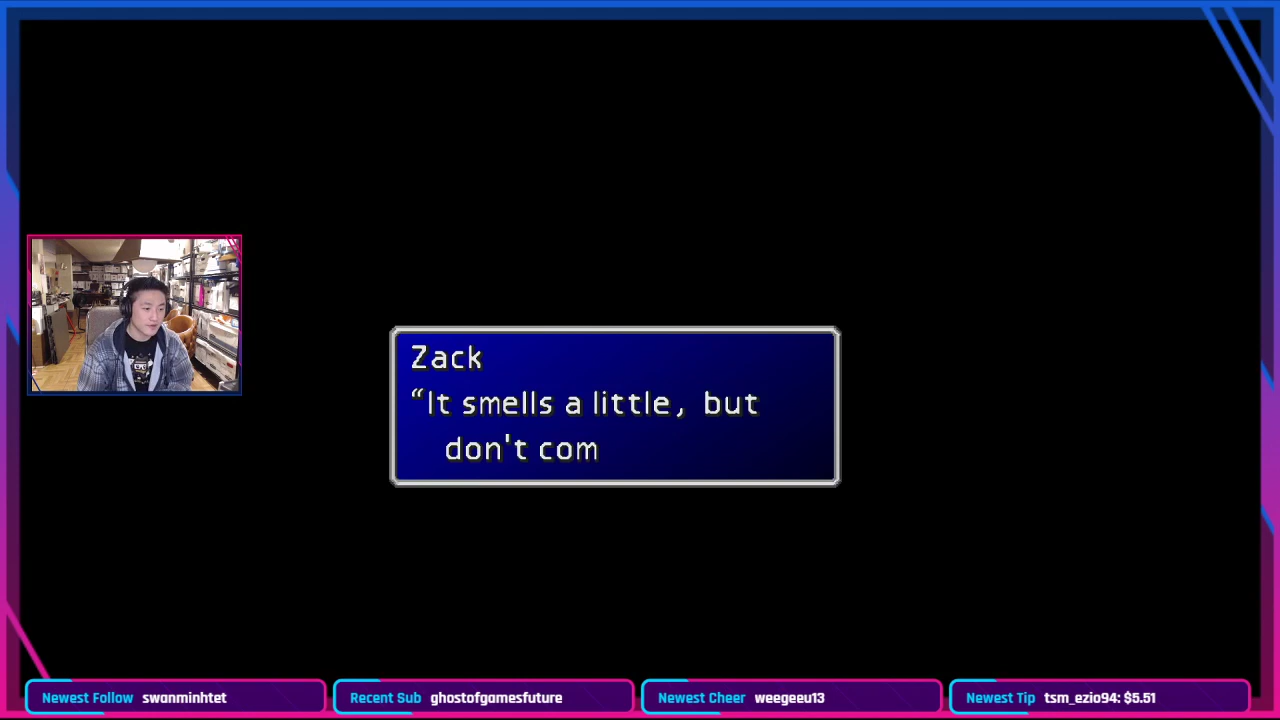 Zack
“It smells a little, but
don't com
Newest Follow swanminhtet
Recent Sub ghostofgamesfuture
Newest Cheer weegeeu13
Newest Tip tsm_ezio94: $5.51